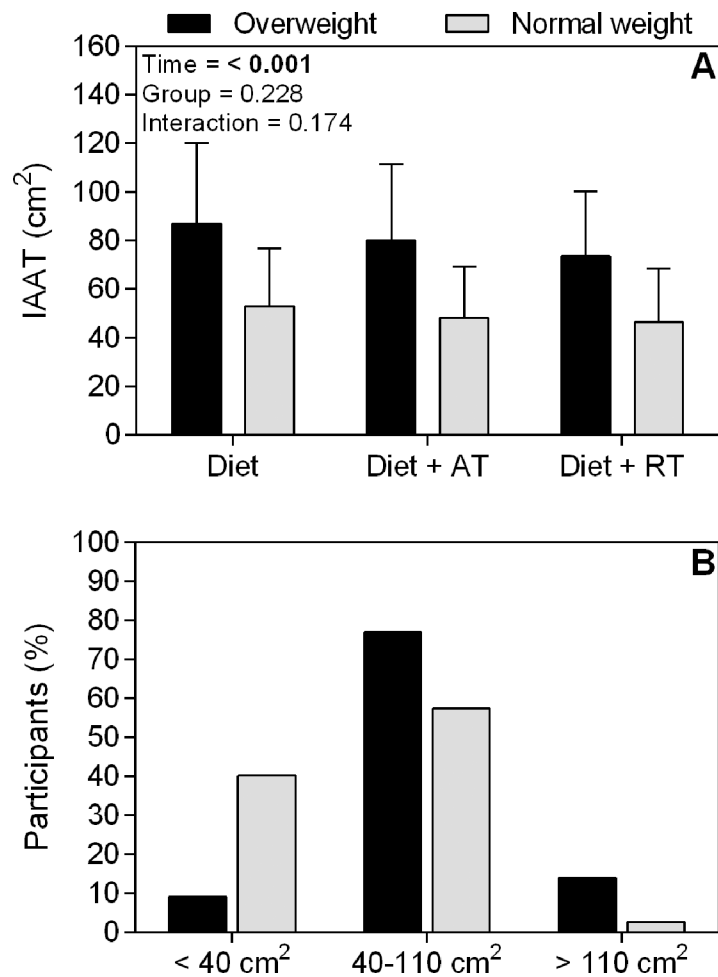 Overweight Normal weight
A
Time = < 0.001
Group = 0.228
Interaction = 0.174
IAAT (cm²)
160
140
120
100
80
60
40
20
0
Diet Diet + AT Diet + RT
B
Participants (%)
100
90
80
70
60
50
40
30
20
10
0
< 40 cm² 40-110 cm² > 110 cm²